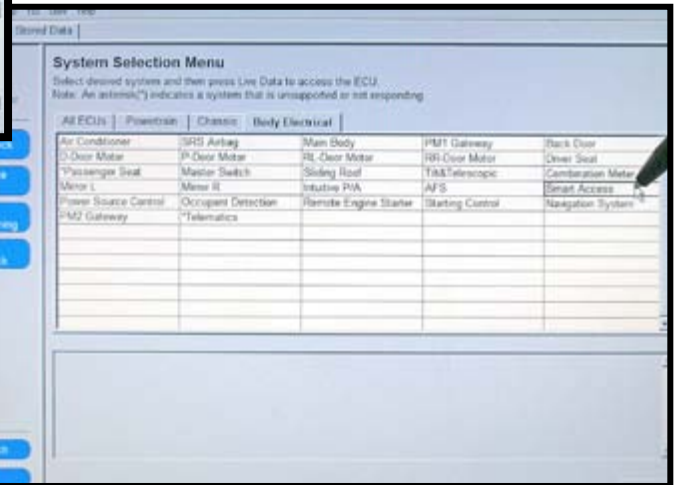 Stored Data
System Selection Menu
Select desired system and then press Live Data to access the ECU.
Note: An asterisk(*) indicates a system that is unsupported or not responding.
All ECUs Powertrain Chassis Body Electrical
Air Conditioner SRS Airbag Main Body PM1 Gateway Back Door
D-Door Motor P-Door Motor RL-Door Motor RR-Door Motor Driver Seat
*Passenger Seat Master Switch Sliding Roof Tilt&Telescopic Combination Meter
Mirror L Mirror R Intuitive P/A AFS Smart Access
Power Source Control Occupant Detection Remote Engine Starter Starting Control Navigation System
PM2 Gateway *Telematics